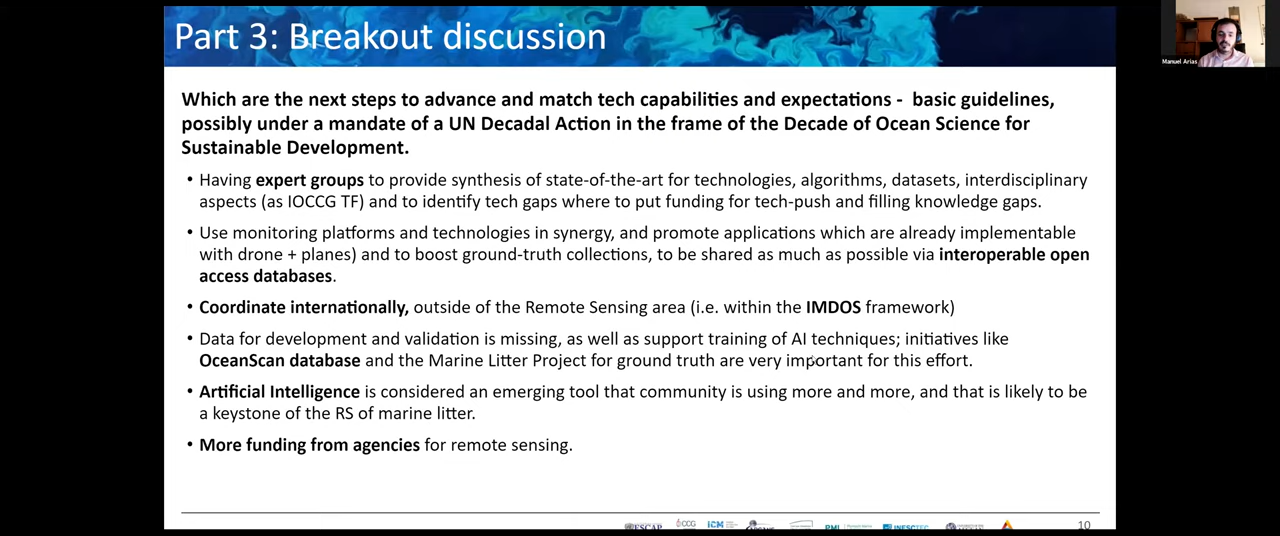 Part 3: Breakout discussion
Manuel Arias
Which are the next steps to advance and match tech capabilities and expectations - basic guidelines,
possibly under a mandate of a UN Decadal Action in the frame of the Decade of Ocean Science for
Sustainable Development.
• Having expert groups to provide synthesis of state-of-the-art for technologies, algorithms, datasets, interdisciplinary
aspects (as IOCCG TF) and to identify tech gaps where to put funding for tech-push and filling knowledge gaps.
• Use monitoring platforms and technologies in synergy, and promote applications which are already implementable
with drone + planes) and to boost ground-truth collections, to be shared as much as possible via interoperable open
access databases.
• Coordinate internationally, outside of the Remote Sensing area (i.e. within the IMDOS framework)
• Data for development and validation is missing, as well as support training of AI techniques; initiatives like
OceanScan database and the Marine Litter Project for ground truth are very important for this effort.
• Artificial Intelligence is considered an emerging tool that community is using more and more, and that is likely to be
a keystone of the RS of marine litter.
• More funding from agencies for remote sensing.
ESCAP
ICM
PML
INESCTEC
10